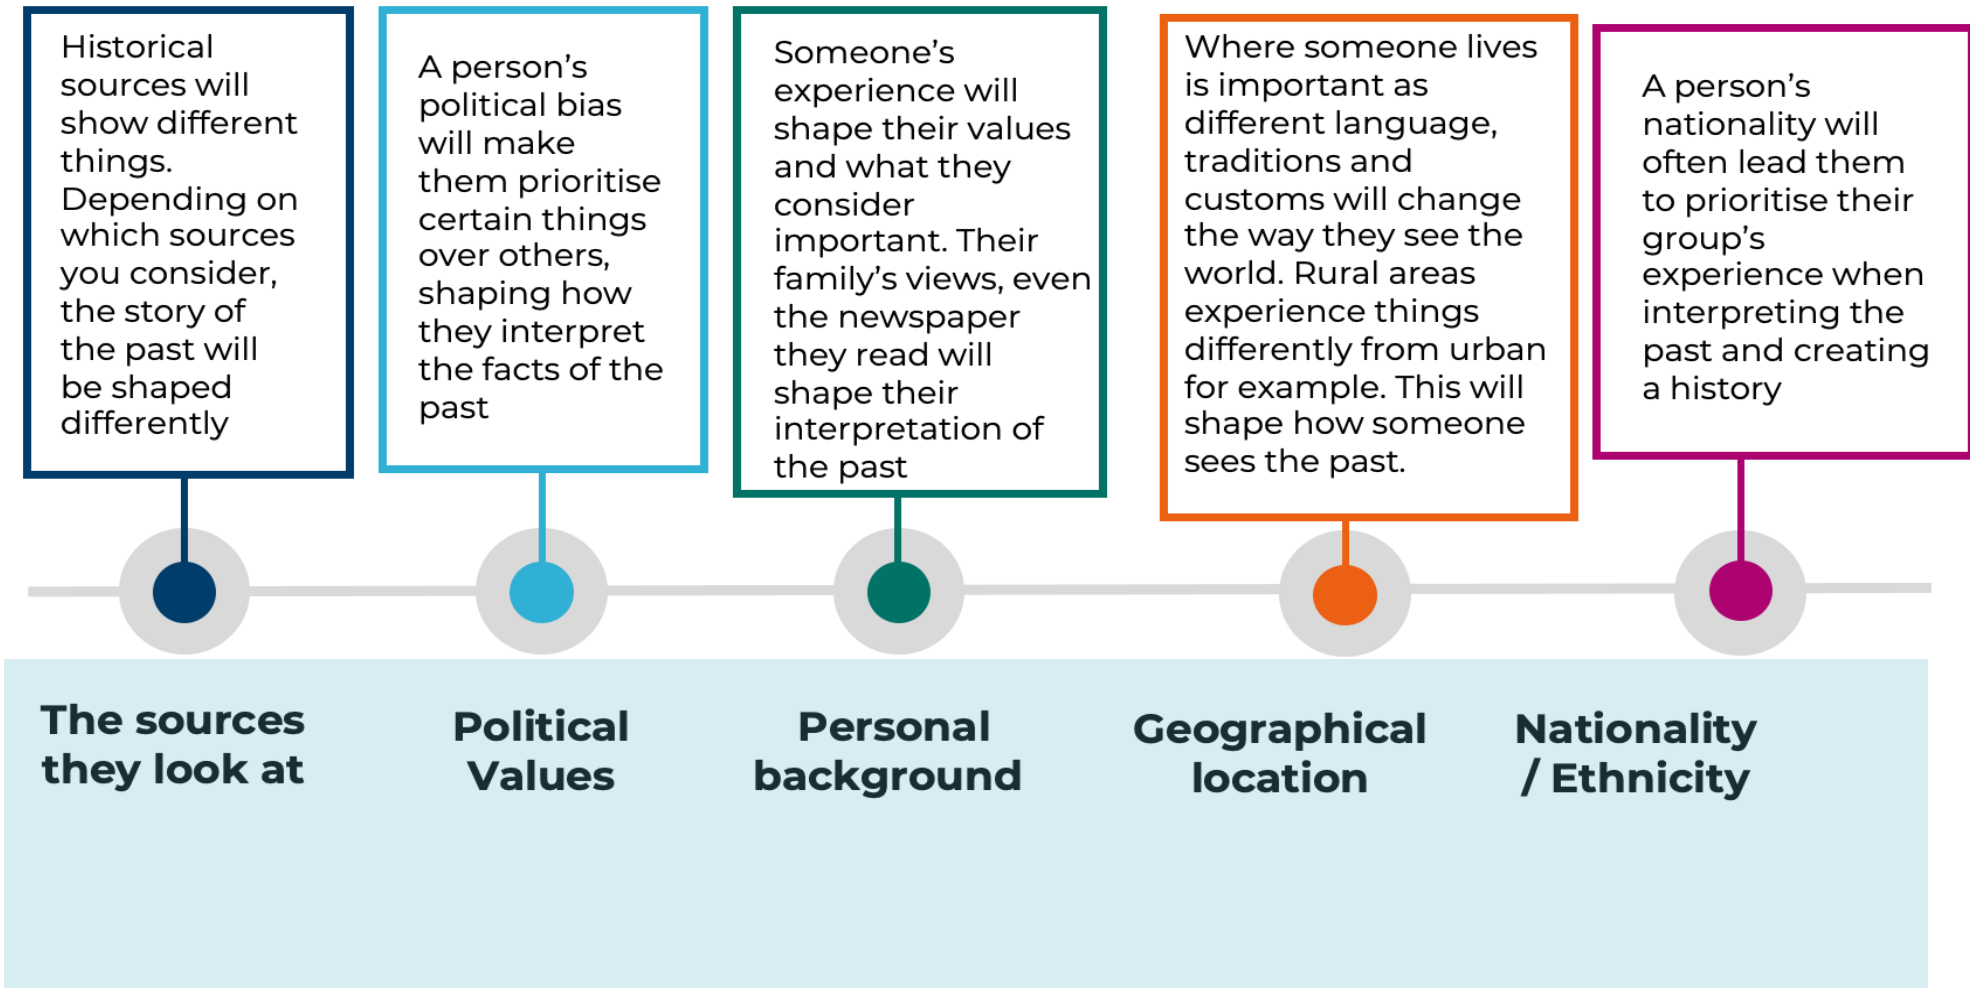 Historical
sources will
show different
things.
Depending on
which sources
you consider,
the story of
the past will
be shaped
differently
A person’s
political bias
will make
them prioritise
certain things
over others,
shaping how
they interpret
the facts of the
past
Someone’s
experience will
shape their values
and what they
consider
important. Their
family’s views, even
the newspaper
they read will
shape their
interpretation of
the past
Where someone lives
is important as
different language,
traditions and
customs will change
the way they see the
world. Rural areas
experience things
differently from urban
for example. This will
shape how someone
sees the past.
A person’s
nationality will
often lead them
to prioritise their
group’s
experience when
interpreting the
past and creating
a history
The sources
they look at
Political
Values
Personal
background
Geographical
location
Nationality
/ Ethnicity